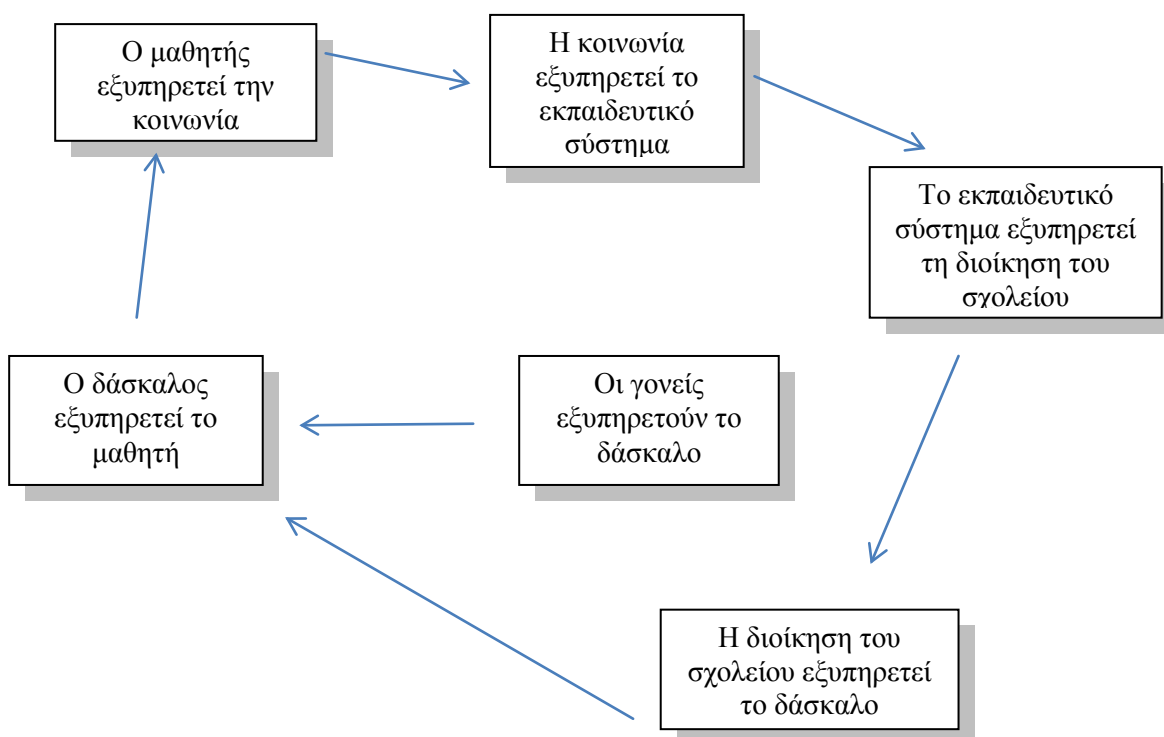 Ο μαθητής
εξυπηρετεί την
κοινωνία
Η κοινωνία
εξυπηρετεί το
εκπαιδευτικό
σύστημα
Το εκπαιδευτικό
σύστημα εξυπηρετεί
τη διοίκηση του
σχολείου
Ο δάσκαλος
εξυπηρετεί το
μαθητή
Οι γονείς
εξυπηρετούν το
δάσκαλο
Η διοίκηση του
σχολείου εξυπηρετεί
το δάσκαλο